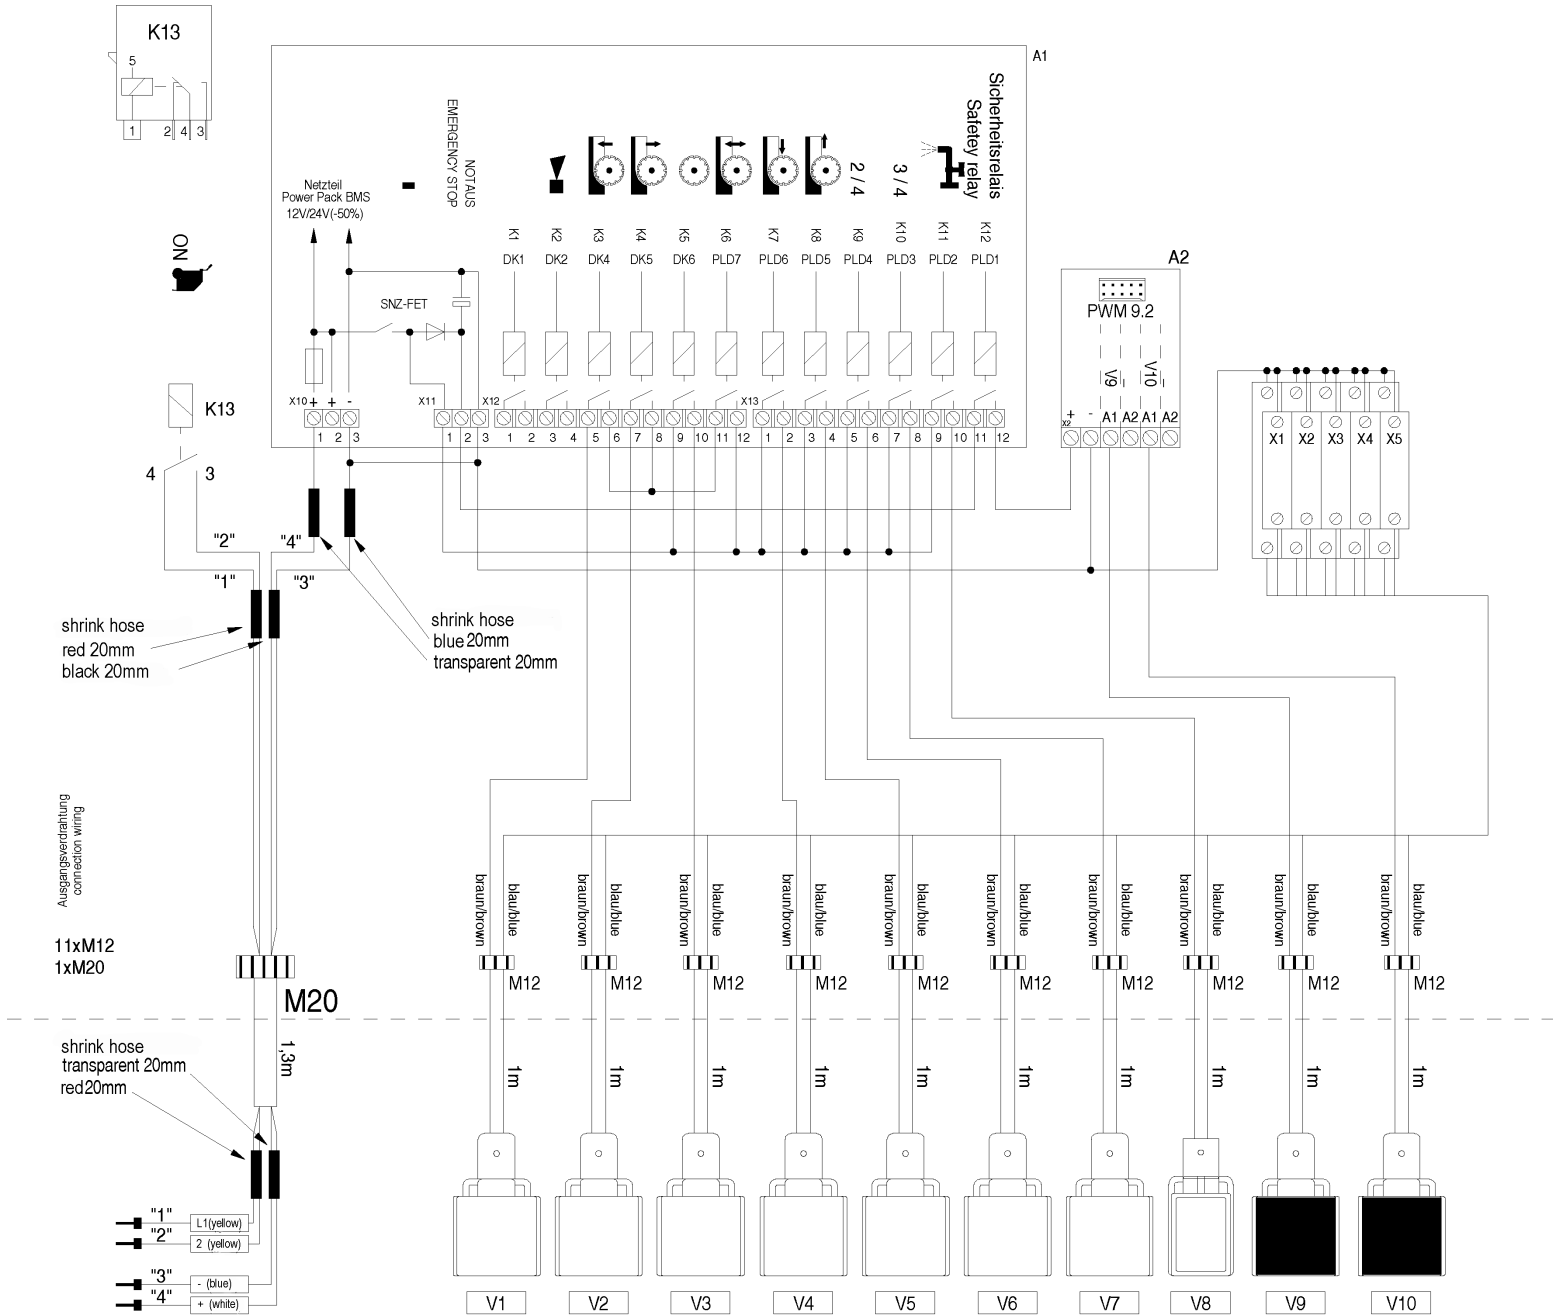 K13
5
1
2
4
3
A1
Netzteil
Power Pack BMS
12V/24V(-50%)
NOTAUS
EMERGENCY STOP
2 / 4
3 / 4
Sicherheitsrelais
Safetey relay
K1 K2 K3 K4 K5 K6 K7 K8 K9 K10 K11 K12
DK1 DK2 DK4 DK5 DK6 PLD7 PLD6 PLD5 PLD4 PLD3 PLD2 PLD1
SNZ-FET
ON
K13
4 3
X10 + + -
1 2 3
X11
1 2 3
X12
1 2 3 4 5 6 7 8 9 10 11 12
X13
1 2 3 4 5 6 7 8 9 10 11 12
A2
PWM 9.2
V9
V10
+ - A1 A2 A1 A2
X2
X1 X2 X3 X4 X5
"2" "4"
"1" "3"
shrink hose
red 20mm
black 20mm
shrink hose
blue 20mm
transparent 20mm
Ausgangsverdrahtung
connection wiring
11xM12
1xM20
M20
braun/brown blau/blue
braun/brown blau/blue
braun/brown blau/blue
braun/brown blau/blue
braun/brown blau/blue
braun/brown blau/blue
braun/brown blau/blue
braun/brown blau/blue
braun/brown blau/blue
braun/brown blau/blue
M12 M12 M12 M12 M12 M12 M12 M12 M12 M12
shrink hose
transparent 20mm
red20mm
1,3m
1m 1m 1m 1m 1m 1m 1m 1m 1m 1m
"1" L1(yellow)
"2" 2 (yellow)
"3" - (blue)
"4" + (white)
V1 V2 V3 V4 V5 V6 V7 V8 V9 V10